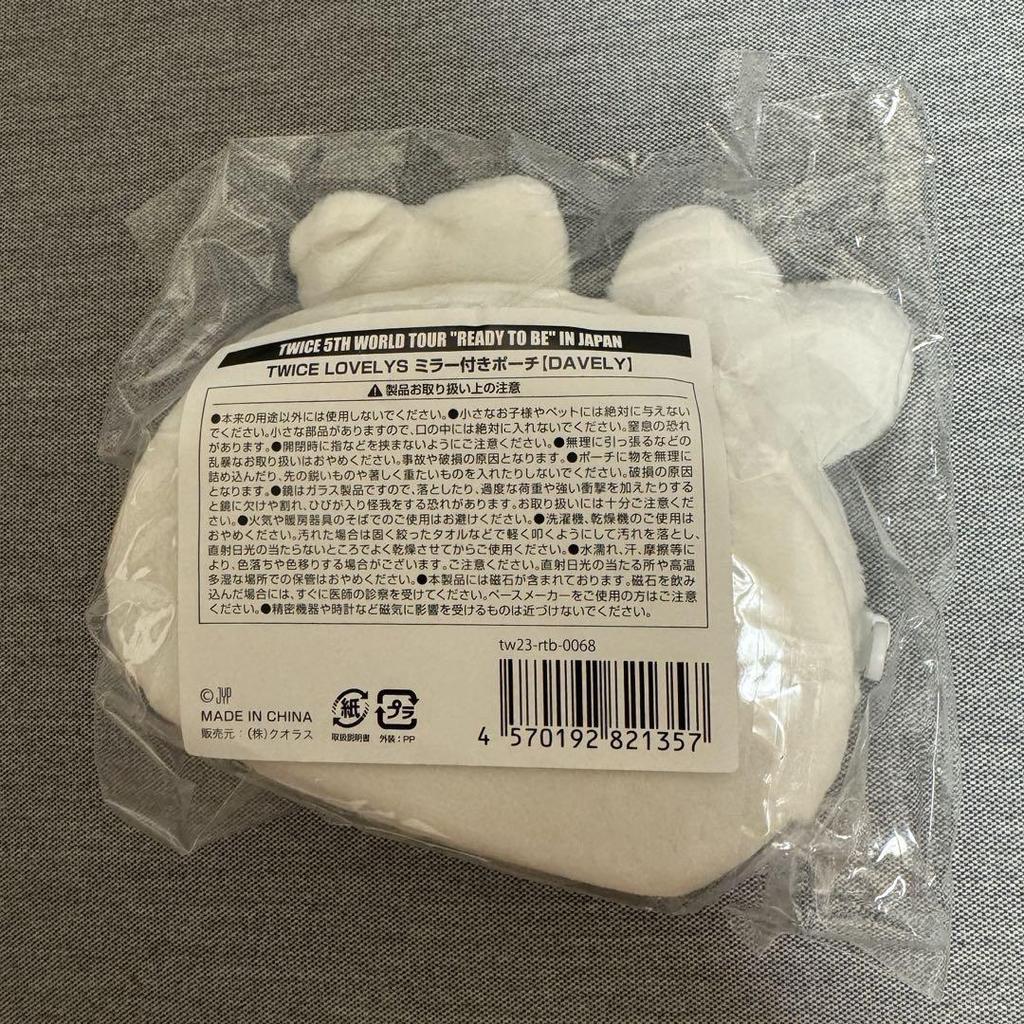 TWICE 5TH WORLD TOUR "READY TO BE" IN JAPAN
TWICE LOVELYS ミラー付きポーチ【DAVELY】
⚠製品お取り扱い上の注意
●本来の用途以外には使用しないでください。●小さなお子様やペットには絶対に与えない
でください。小さな部品がありますので、口の中には絶対に入れないでください。窒息の恐れ
があります。●開閉時に指などを挟まないようにご注意ください。●無理に引っ張るなどの
乱暴なお取り扱いはおやめください。事故や破損の原因となります。●ポーチに物を無理に
詰め込んだり、先の鋭いものや著しく重たいものを入れたりしないでください。破損の原因
となります。●鏡はガラス製品ですので、落としたり、過度な荷重や強い衝撃を加えたりする
と鏡に欠けや割れ、ひびが入り怪我をする恐れがあります。お取り扱いには十分ご注意くださ
い。●火気や暖房器具のそばでのご使用はお避けください。●洗濯機、乾燥機のご使用は
おやめください。汚れた場合は固く絞ったタオルなどで軽く叩くようにして汚れを落とし、
直射日光の当たらないところでよく乾燥させてからご使用ください。●水濡れ、汗、摩擦等に
より、色落ちや色移りする場合がございます。ご注意ください。直射日光の当たる所や高温
多湿な場所での保管はおやめください。●本製品には磁石が含まれております。磁石を飲み
込んだ場合には、すぐに医師の診察を受けてください。ペースメーカーをご使用の方はご注意
ください。●精密機器や時計など磁気に影響を受けるものは近づけないでください。
tw23-rtb-0068
©JYP
MADE IN CHINA
販売元：(株)クオラス
紙
取扱説明書
プラ
外装：PP
4 570192 821357